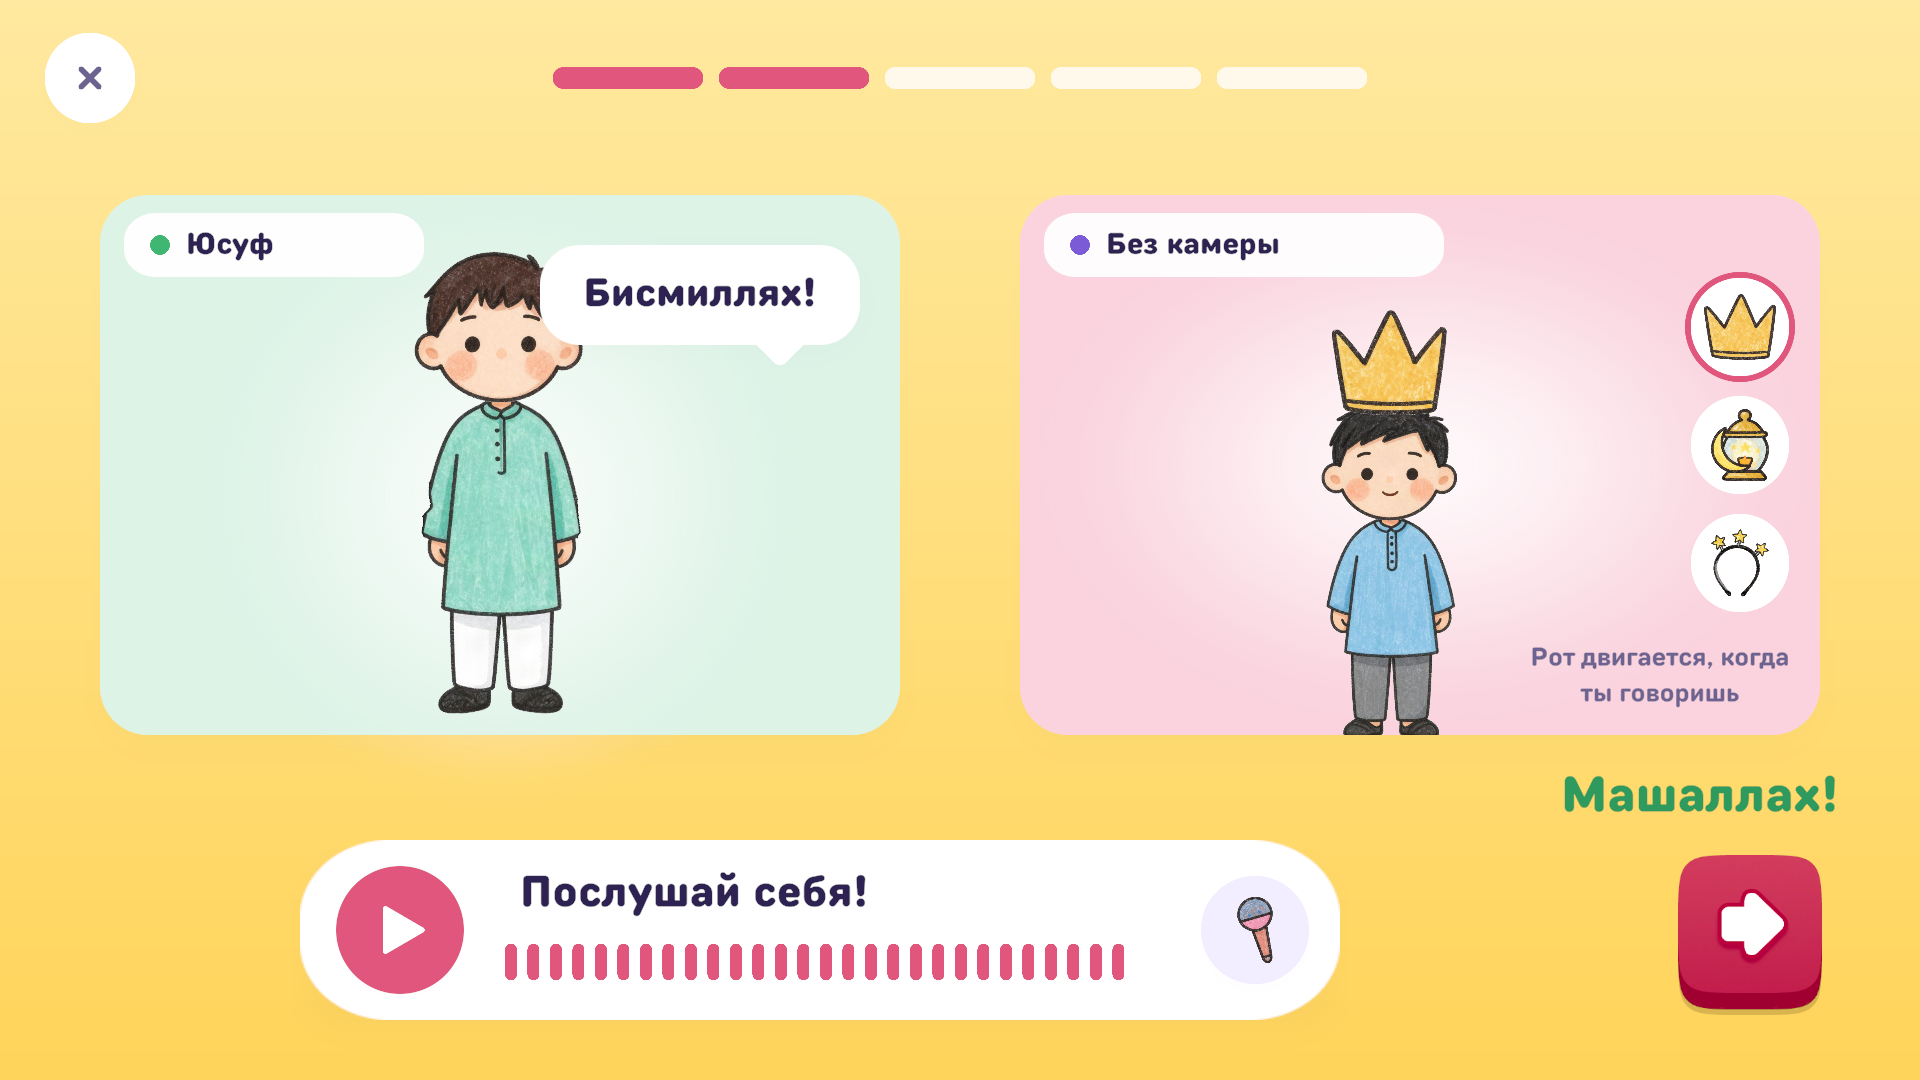 Юсуф
Бисмиллях!
Без камеры
Рот двигается, когда
ты говоришь
Машаллах!
Послушай себя!